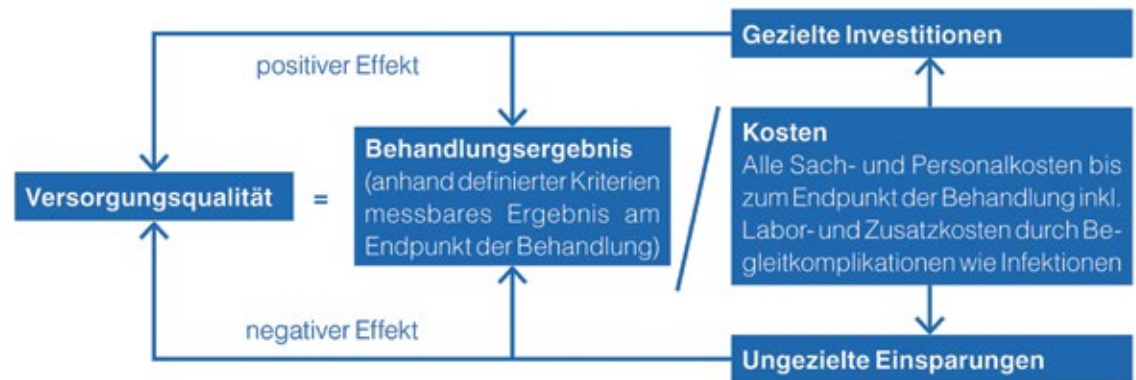 Gezielte Investitionen
positiver Effekt
Versorgungsqualität
=
Behandlungsergebnis
(anhand definierter Kriterien
messbares Ergebnis am
Endpunkt der Behandlung)
/
Kosten
Alle Sach- und Personalkosten bis
zum Endpunkt der Behandlung inkl.
Labor- und Zusatzkosten durch Be-
gleitkomplikationen wie Infektionen
negativer Effekt
Ungezielte Einsparungen